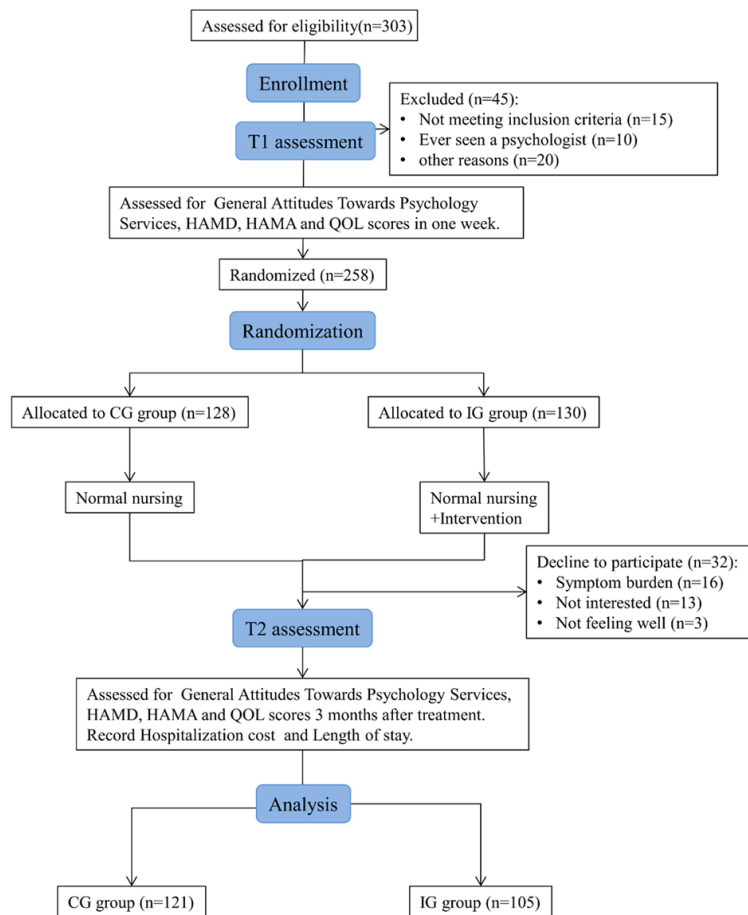 Assessed for eligibility(n=303)
Enrollment
T1 assessment
Excluded (n=45):
• Not meeting inclusion criteria (n=15)
• Ever seen a psychologist (n=10)
• other reasons (n=20)
Assessed for General Attitudes Towards Psychology
Services, HAMD, HAMA and QOL scores in one week.
Randomized (n=258)
Randomization
Allocated to CG group (n=128)
Allocated to IG group (n=130)
Normal nursing
Normal nursing
+Intervention
Decline to participate (n=32):
• Symptom burden (n=16)
• Not interested (n=13)
• Not feeling well (n=3)
T2 assessment
Assessed for General Attitudes Towards Psychology Services,
HAMD, HAMA and QOL scores 3 months after treatment.
Record Hospitalization cost and Length of stay.
Analysis
CG group (n=121)
IG group (n=105)